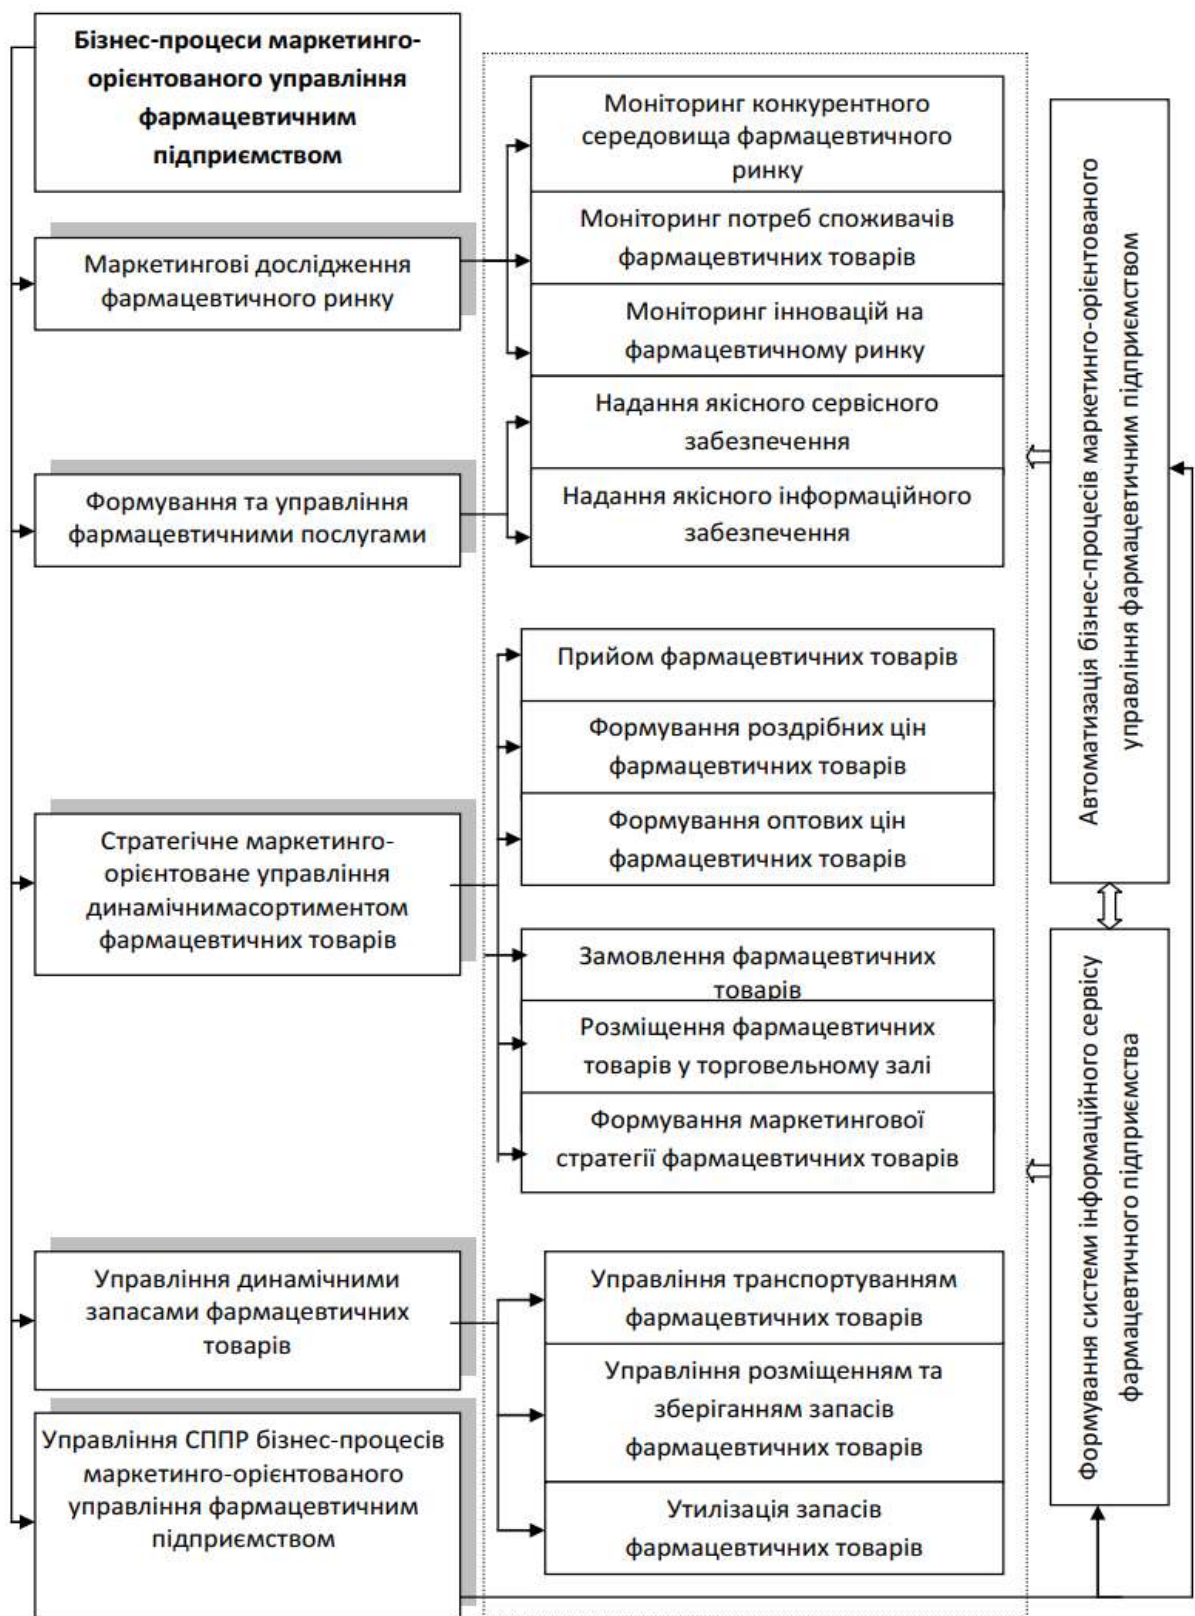 Бізнес-процеси маркетинго-
орієнтованого управління
фармацевтичним
підприємством
Маркетингові дослідження
фармацевтичного ринку
Моніторинг конкурентного
середовища фармацевтичного
ринку
Моніторинг потреб споживачів
фармацевтичних товарів
Моніторинг інновацій на
фармацевтичному ринку
Формування та управління
фармацевтичними послугами
Надання якісного сервісного
забезпечення
Надання якісного інформаційного
забезпечення
Стратегічне маркетинго-
орієнтоване управління
динамічнимасортиментом
фармацевтичних товарів
Прийом фармацевтичних товарів
Формування роздрібних цін
фармацевтичних товарів
Формування оптових цін
фармацевтичних товарів
Замовлення фармацевтичних
товарів
Розміщення фармацевтичних
товарів у торговельному залі
Формування маркетингової
стратегії фармацевтичних товарів
Управління динамічними
запасами фармацевтичних
товарів
Управління транспортуванням
фармацевтичних товарів
Управління розміщенням та
зберіганням запасів
фармацевтичних товарів
Утилізація запасів
фармацевтичних товарів
Управління СППР бізнес-процесів
маркетинго-орієнтованого
управління фармацевтичним
підприємством
Автоматизація бізнес-процесів маркетинго-орієнтованого
управління фармацевтичним підприємством
Формування системи інформаційного сервісу
фармацевтичного підприємства